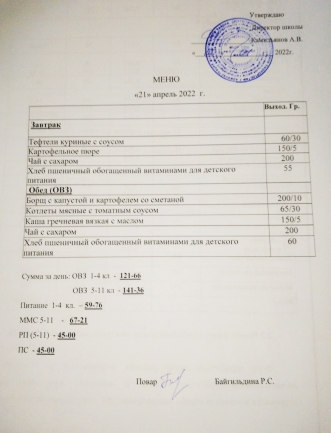 Утверждаю
Директор школы
А.В.
2022г.
МЕНЮ
«21» апрель 2022 г.
Выход. Гр.
Завтрак
Тефтели куриные с соусом 60/30
Картофельное пюре 150/5
Чай с сахаром 200
Хлеб пшеничный обогащенный витаминами для детского 55
питания
Обед (ОВЗ)
Борщ с капустой и картофелем со сметаной 200/10
Котлеты мясные с томатным соусом 65/30
Каша гречневая вязкая с маслом 150/5
Чай с сахаром 200
Хлеб пшеничный обогащенный витаминами для детского 60
питания
Сумма за день: ОВЗ 1-4 кл - 121-66
ОВЗ 5-11 кл - 141-36
Питание 1-4 кл. - 59-76
ММС 5-11 - 67-21
РП (5-11) - 45-00
ПС - 45-00
Повар Байгильдина Р.С.